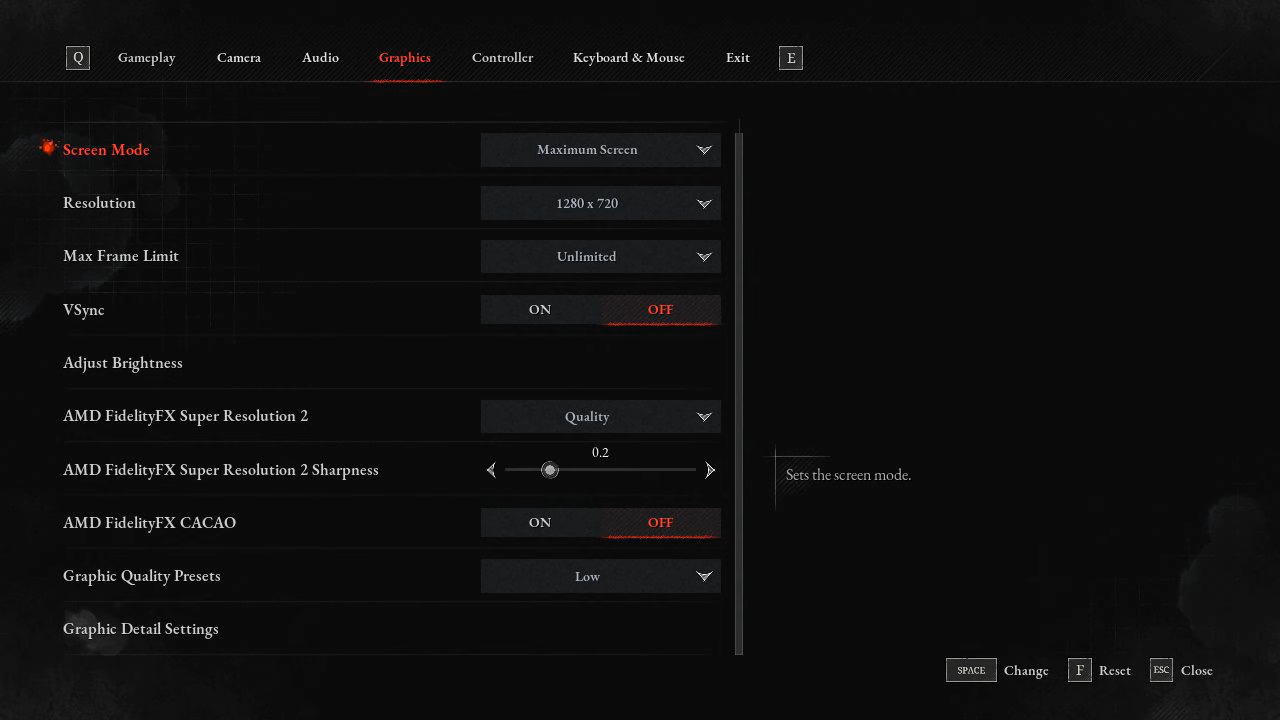 Q Gameplay Camera Audio Graphics Controller Keyboard & Mouse Exit E
Screen Mode Maximum Screen
Resolution 1280 x 720
Max Frame Limit Unlimited
VSync ON OFF
Adjust Brightness
AMD FidelityFX Super Resolution 2 Quality
0.2
AMD FidelityFX Super Resolution 2 Sharpness
Sets the screen mode.
AMD FidelityFX CACAO ON OFF
Graphic Quality Presets Low
Graphic Detail Settings
SPACE Change F Reset ESC Close